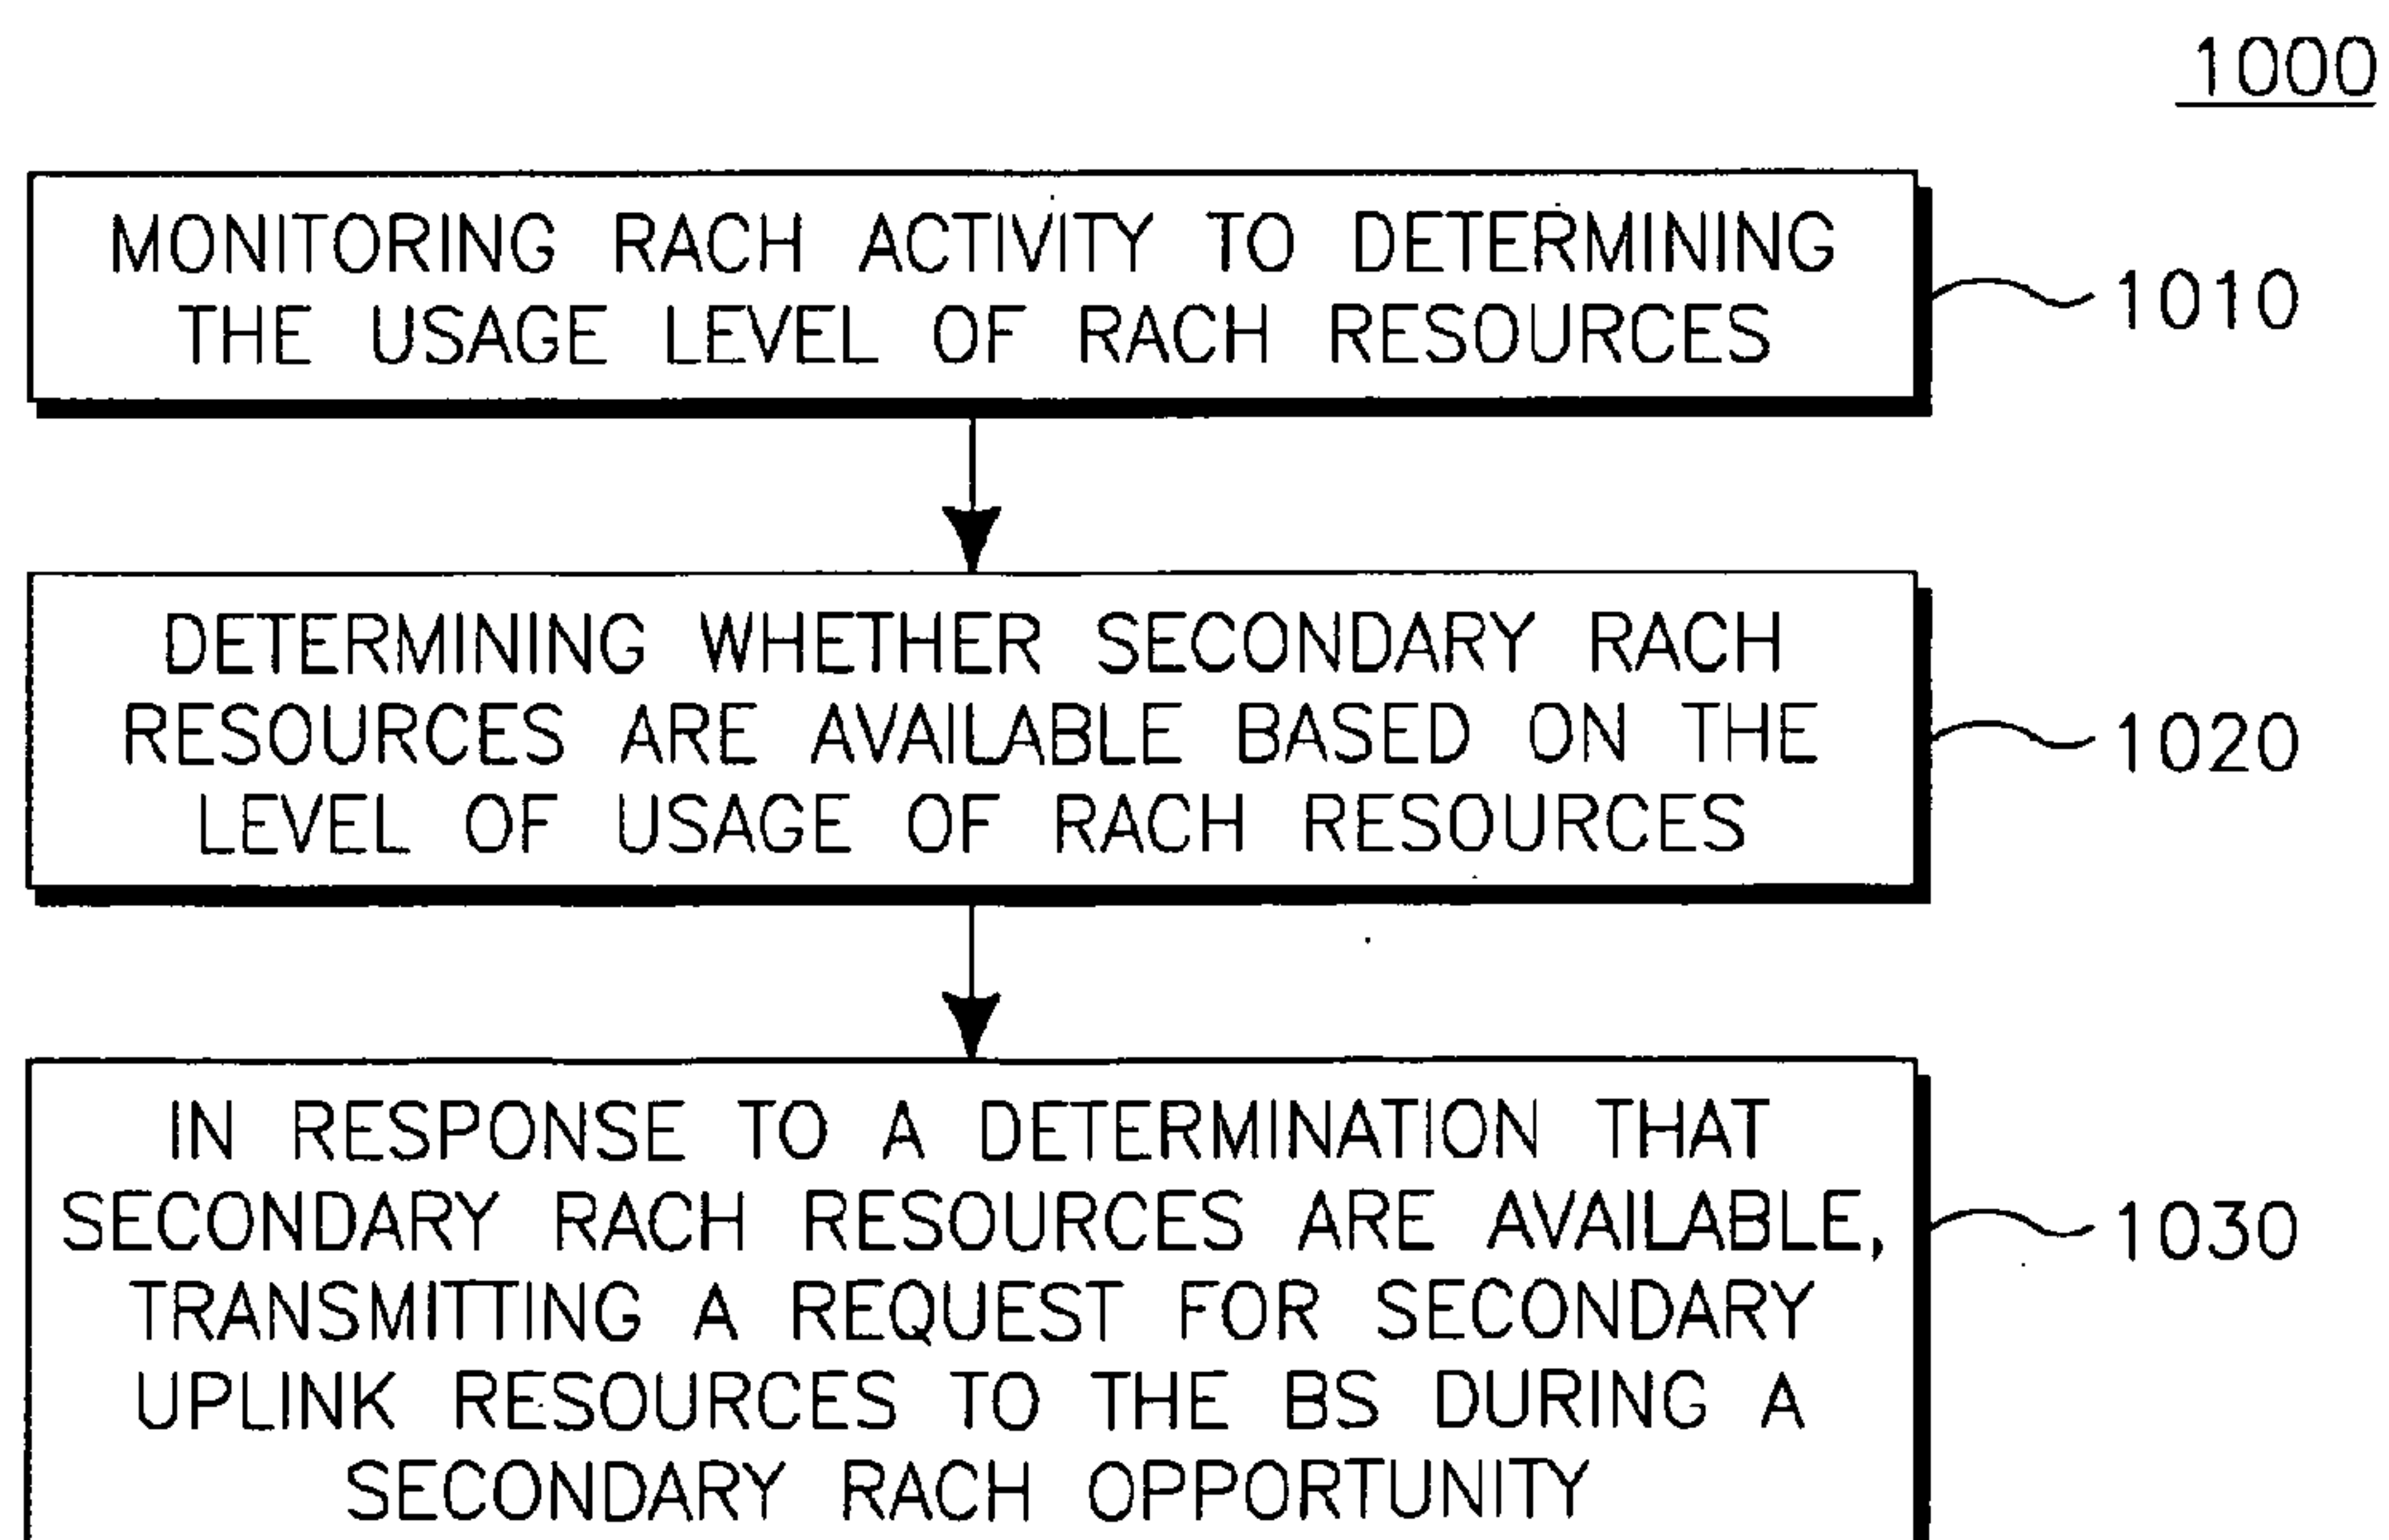 1000
MONITORING RACH ACTIVITY TO DETERMINING
THE USAGE LEVEL OF RACH RESOURCES
1010
DETERMINING WHETHER SECONDARY RACH
RESOURCES ARE AVAILABLE BASED ON THE
LEVEL OF USAGE OF RACH RESOURCES
1020
IN RESPONSE TO A DETERMINATION THAT
SECONDARY RACH RESOURCES ARE AVAILABLE,
TRANSMITTING A REQUEST FOR SECONDARY
UPLINK RESOURCES TO THE BS DURING A
SECONDARY RACH OPPORTUNITY
1030